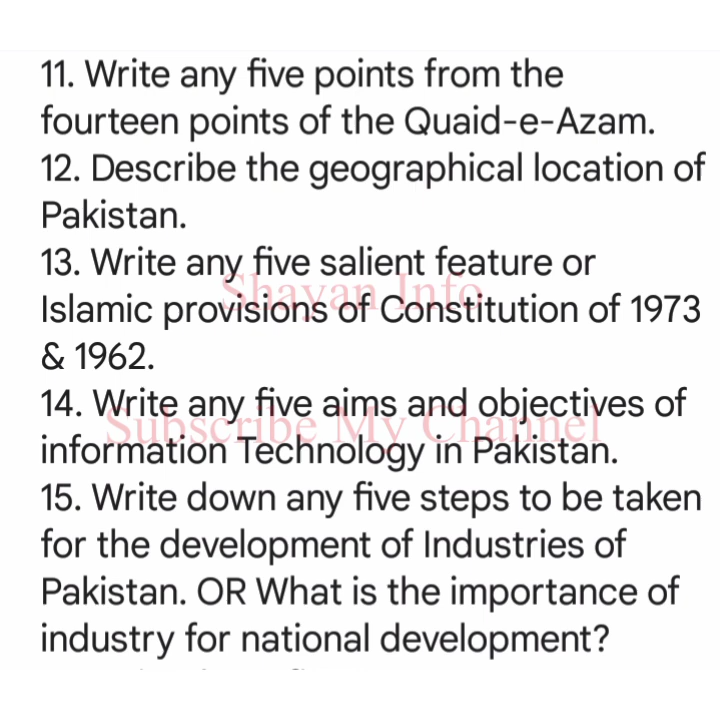 11. Write any five points from the
fourteen points of the Quaid-e-Azam.
12. Describe the geographical location of
Pakistan.
13. Write any five salient feature or
Shayan Info
Islamic provisions of Constitution of 1973
& 1962.
14. Write any five aims and objectives of
Subscribe My Channel
information Technology in Pakistan.
15. Write down any five steps to be taken
for the development of Industries of
Pakistan. OR What is the importance of
industry for national development?